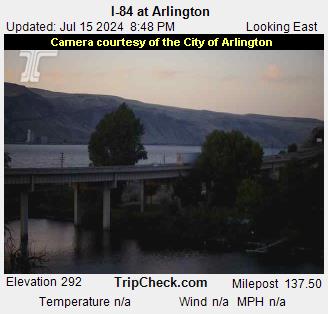 I-84 at Arlington
Updated: Jul 15 2024 8:48 PM Looking East
Camera courtesy of the City of Arlington
Elevation 292 TripCheck.com Milepost 137.50
Temperature n/a Wind n/a MPH n/a